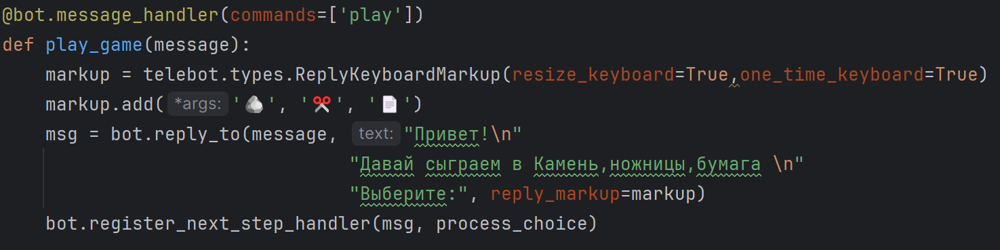 @bot.message_handler(commands=['play'])
def play_game(message):
    markup = telebot.types.ReplyKeyboardMarkup(resize_keyboard=True,one_time_keyboard=True)
    markup.add( *args: '🪨', '✂️', '📄')
    msg = bot.reply_to(message, text: "Привет!\n"
                                "Давай сыграем в Камень,ножницы,бумага \n"
                                "Выберите:", reply_markup=markup)
    bot.register_next_step_handler(msg, process_choice)